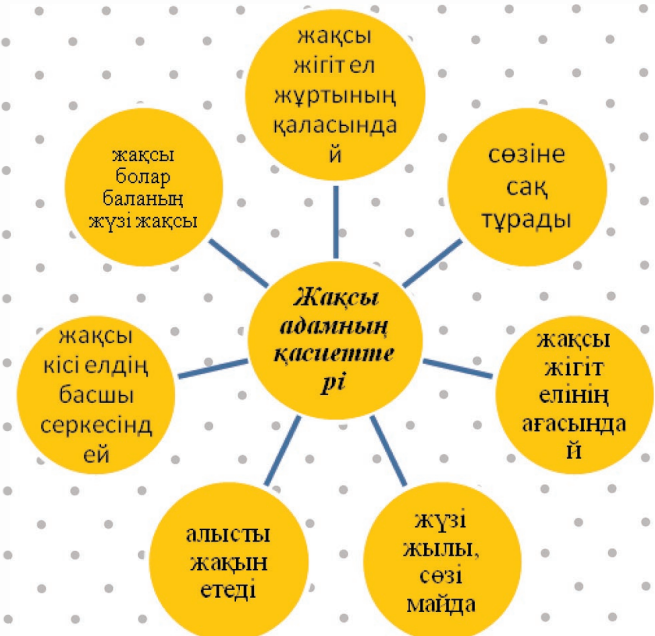 жақсы
жігіт ел
жұртының
қаласында
й
сөзіне
сақ
тұрады
жақсы
жігіт
елінің
ағасында
й
жүзі
жылы,
сөзі
майда
алысты
жақын
етеді
жақсы
кісі елдің
басшы
серкесінд
ей
жақсы
болар
баланың
жүзі жақсы
Жақсы
адамның
қасиетте
рі